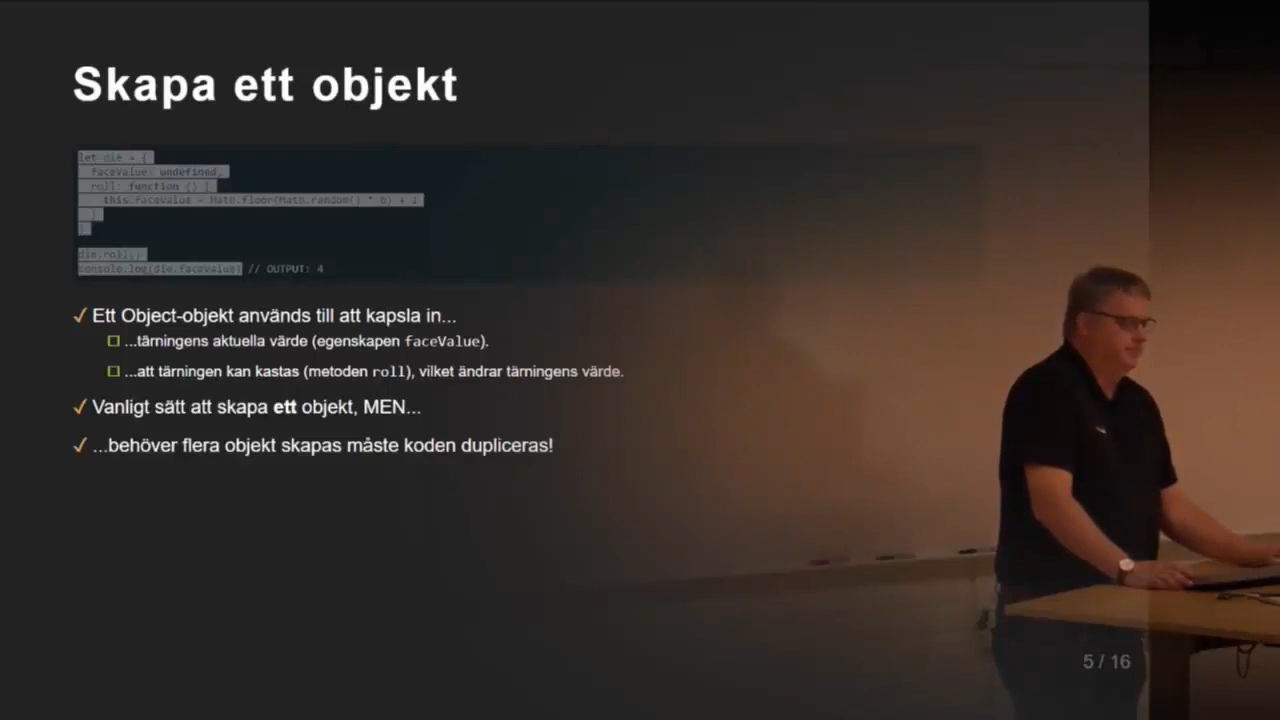 Skapa ett objekt
let die = {
faceValue: undefined,
roll: function () {
this.faceValue = Math.floor(Math.random() * 6) + 1
}
}
die.roll()
console.log(die.faceValue) // OUTPUT: 4
✓ Ett Object-objekt används till att kapsla in...
...tärningens aktuella värde (egenskapen faceValue).
...att tärningen kan kastas (metoden roll), vilket ändrar tärningens värde.
✓ Vanligt sätt att skapa ett objekt, MEN...
✓ ...behöver flera objekt skapas måste koden dupliceras!
5 / 16